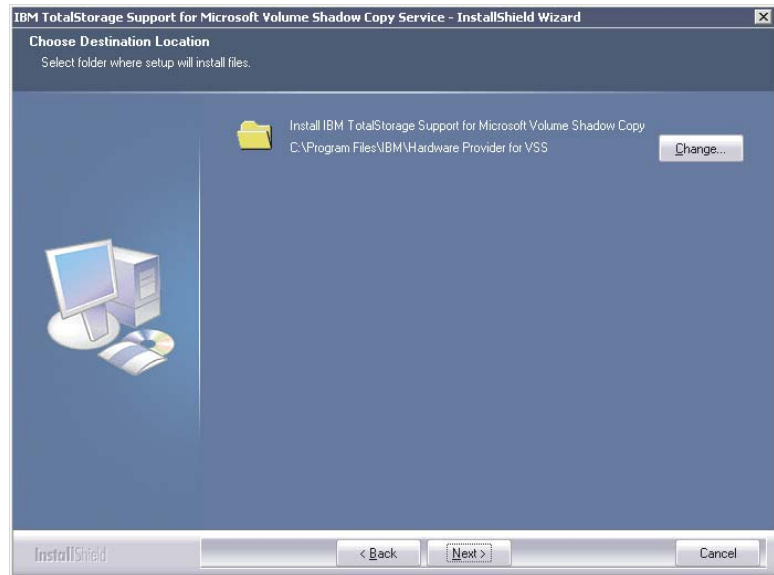 IBM TotalStorage Support for Microsoft Volume Shadow Copy Service - InstallShield Wizard
Choose Destination Location
Select folder where setup will install files.
Install IBM TotalStorage Support for Microsoft Volume Shadow Copy
C:\Program Files\IBM\Hardware Provider for VSS
Change...
InstallShield
< Back
Next >
Cancel